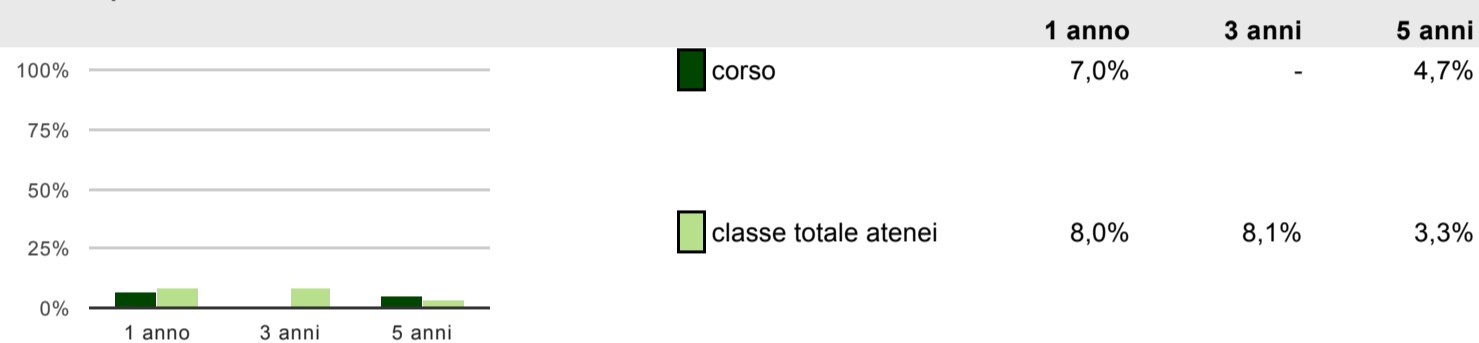 1 anno 3 anni 5 anni
100%
75%
50%
25%
0%
1 anno 3 anni 5 anni
corso 7,0% - 4,7%
classe totale atenei 8,0% 8,1% 3,3%